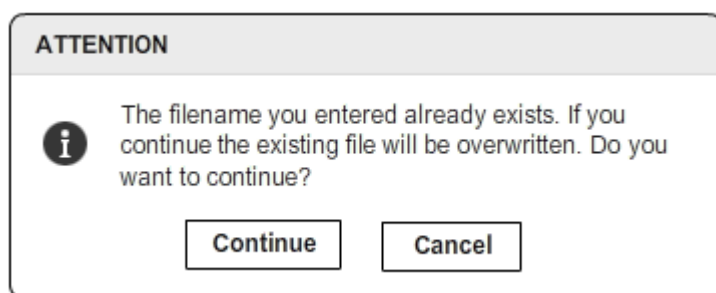 ATTENTION
The filename you entered already exists. If you
continue the existing file will be overwritten. Do you
want to continue?
Continue Cancel